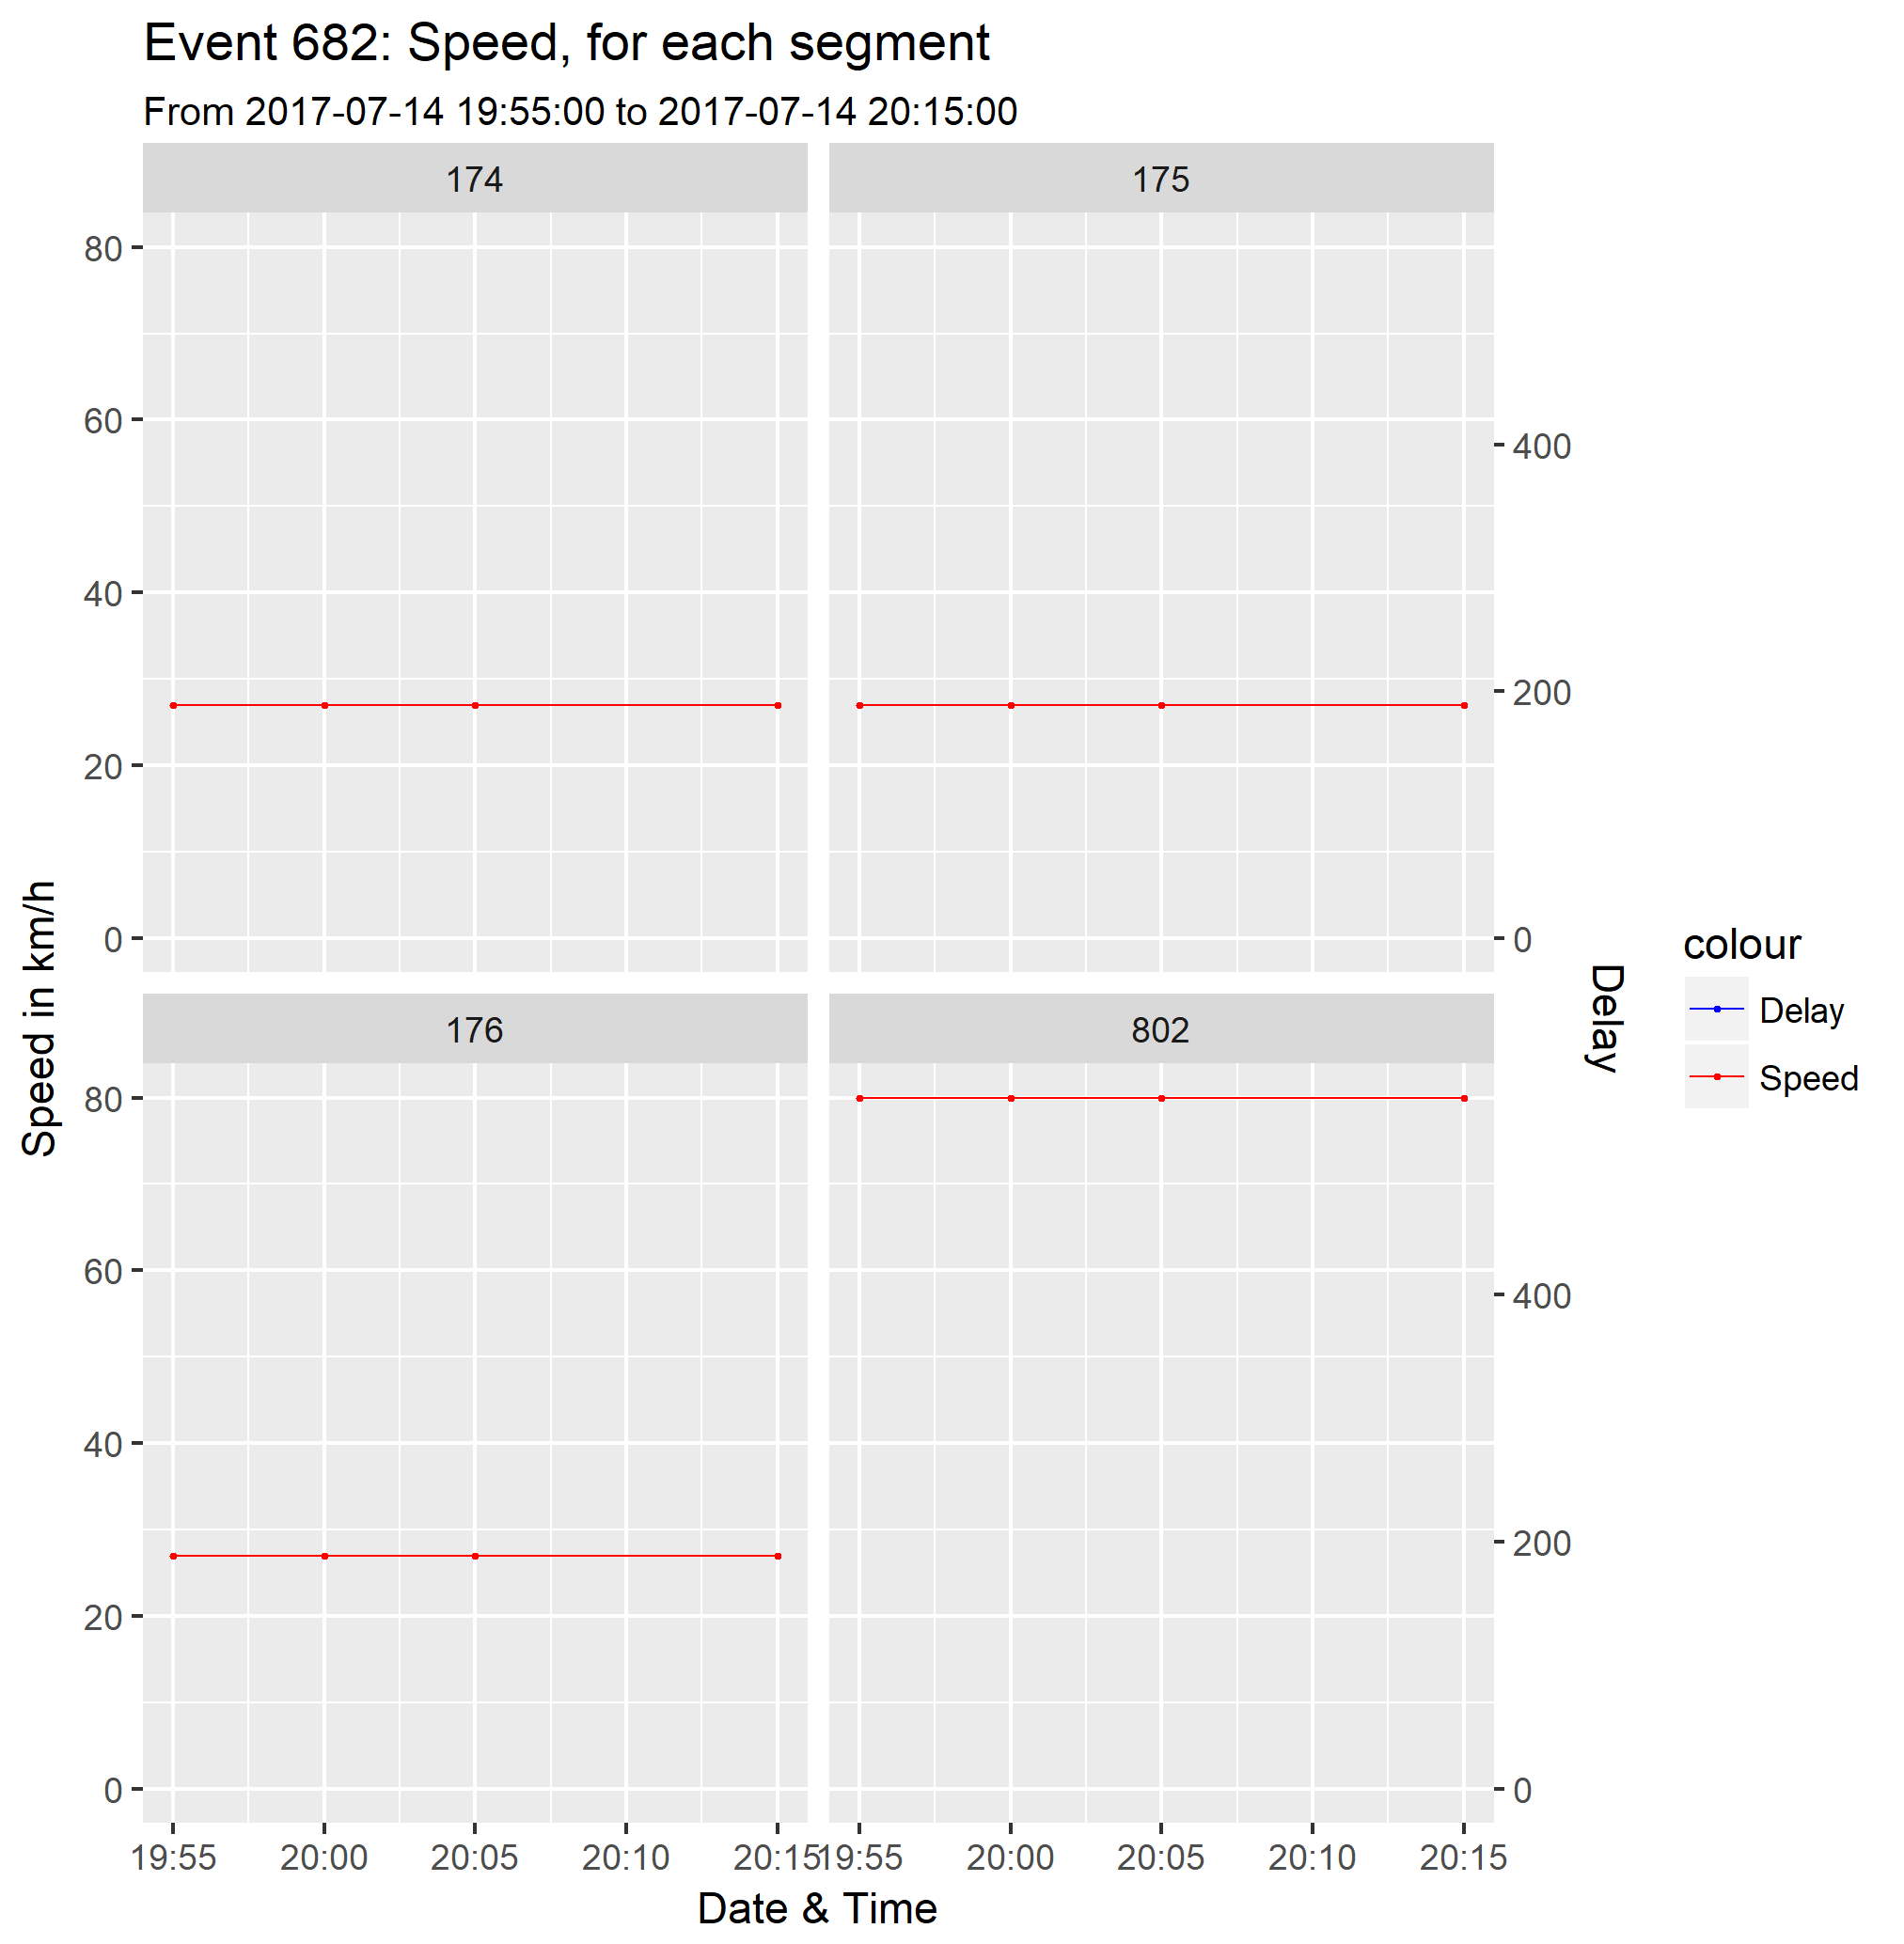 Event 682: Speed, for each segment
From 2017-07-14 19:55:00 to 2017-07-14 20:15:00
174 175
80
60
40
20
0
400
200
0
176 802
80
60
40
20
0
400
200
0
19:55 20:00 20:05 20:10 20:15 19:55 20:00 20:05 20:10 20:15
Date & Time
Speed in km/h
Delay
colour
Delay
Speed